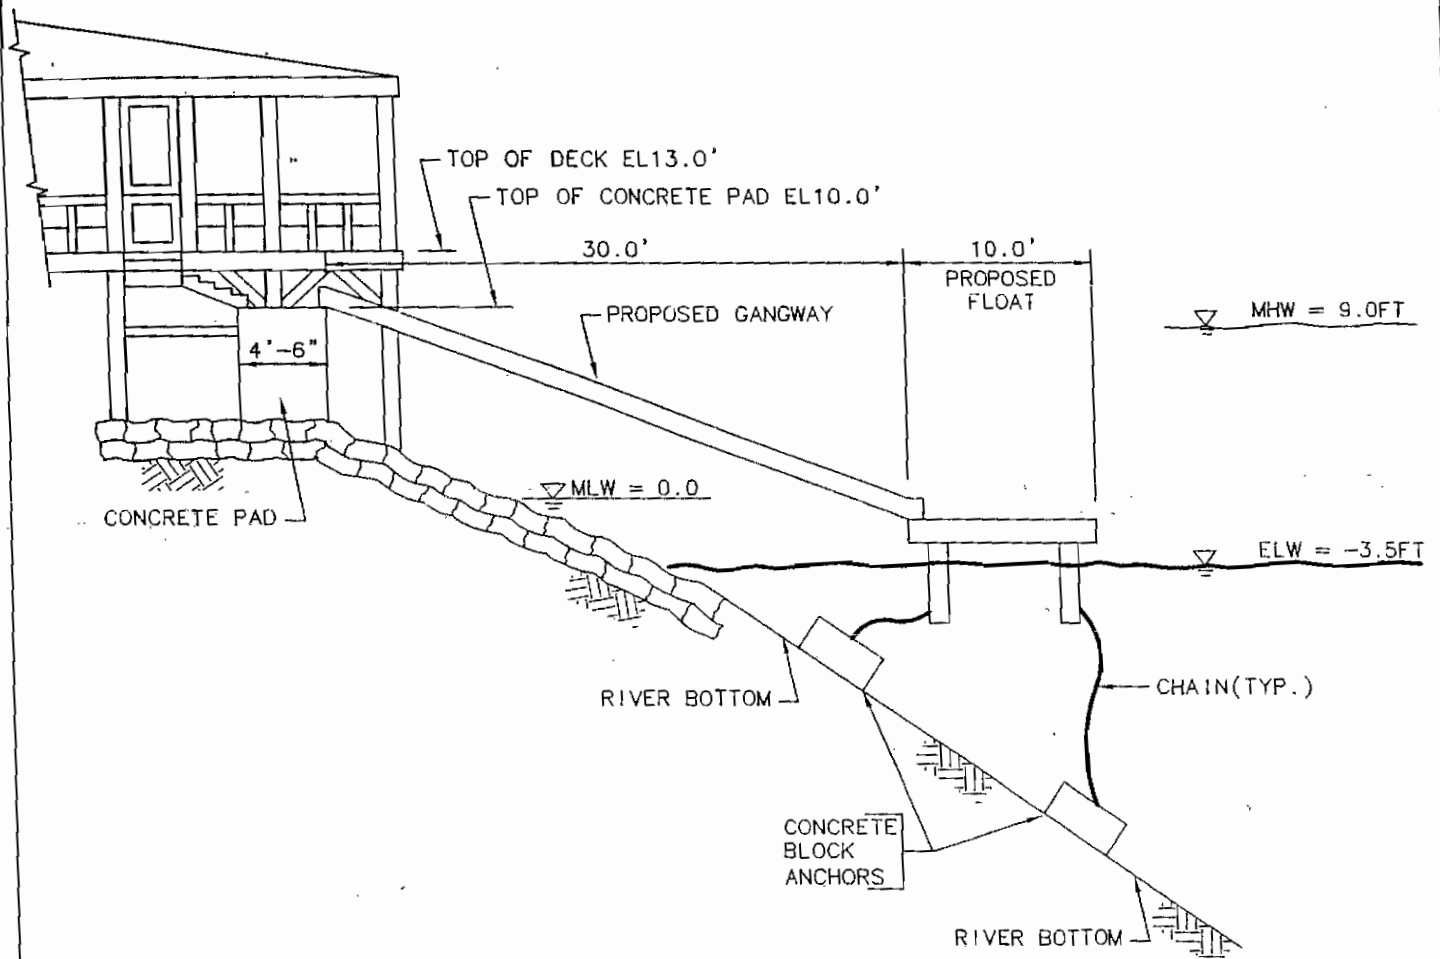 TOP OF DECK EL13.0'
TOP OF CONCRETE PAD EL10.0'
30.0'
10.0'
PROPOSED
FLOAT
MHW = 9.0FT
PROPOSED GANGWAY
4'-6"
MLW = 0.0
CONCRETE PAD
ELW = -3.5FT
RIVER BOTTOM
CHAIN(TYP.)
CONCRETE
BLOCK
ANCHORS
RIVER BOTTOM